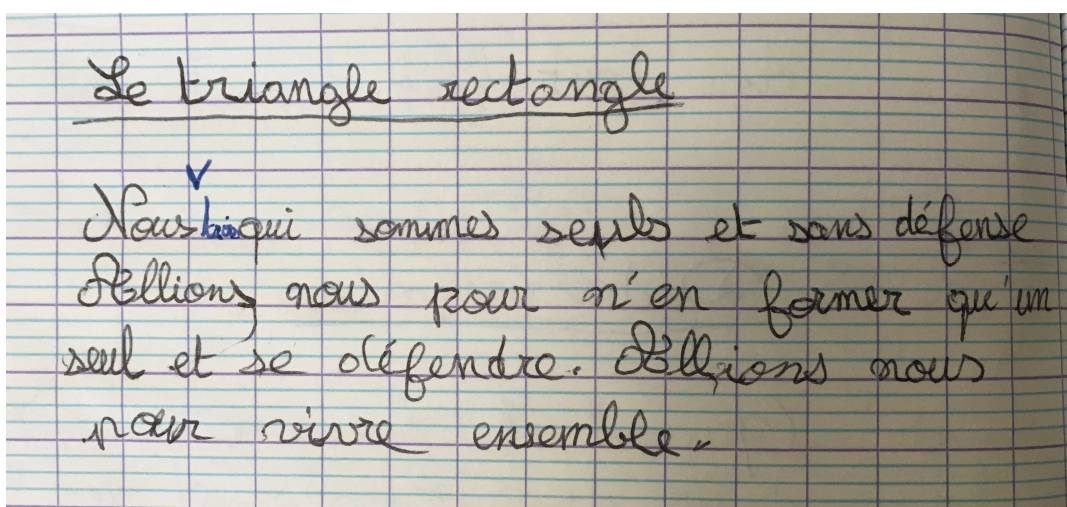 Le triangle rectangle
Nous trois qui sommes seuls et sans défense
Allions nous pour n'en former qu'un
seul et se défendre. Allions nous
pour vivre ensemble.